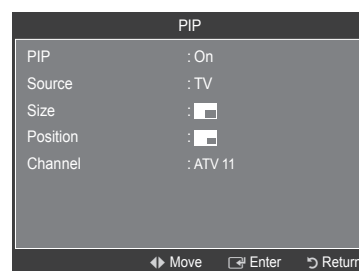 PIP
PIP : On
Source : TV
Size :
Position :
Channel : ATV 11
Move Enter Return